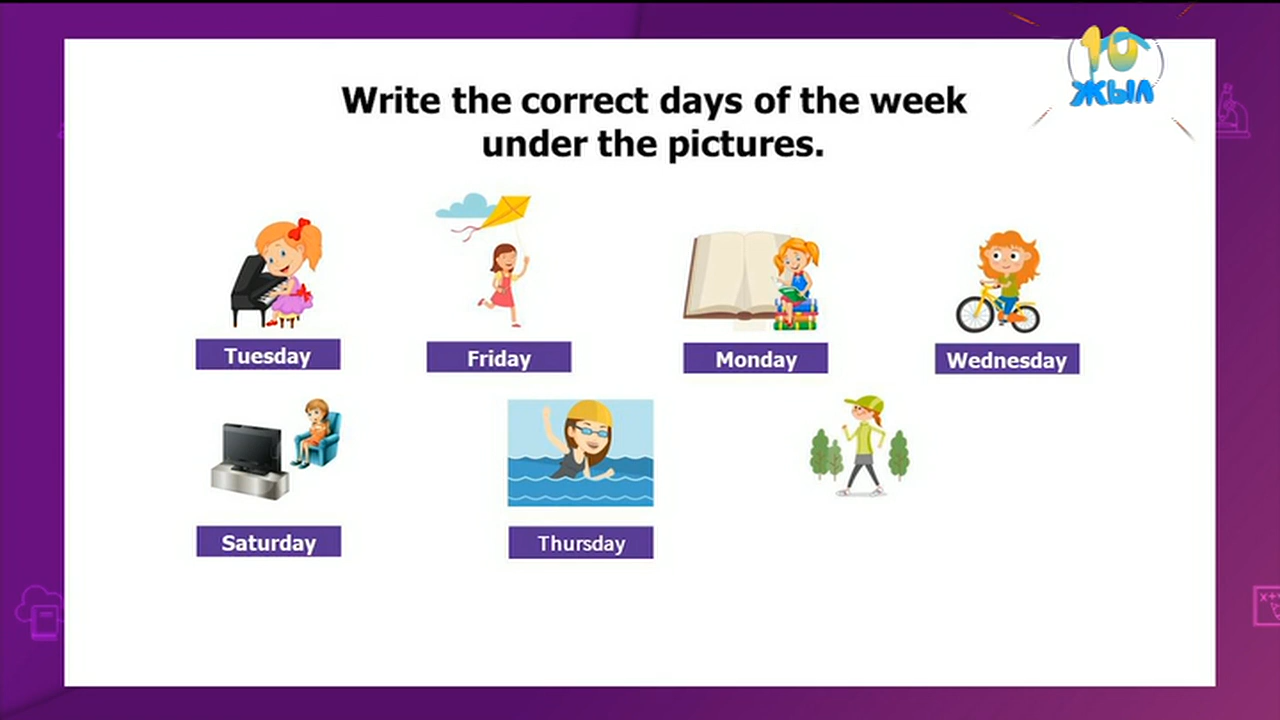 10
ЖЫЛ
Write the correct days of the week
under the pictures.
Tuesday
Friday
Monday
Wednesday
Saturday
Thursday